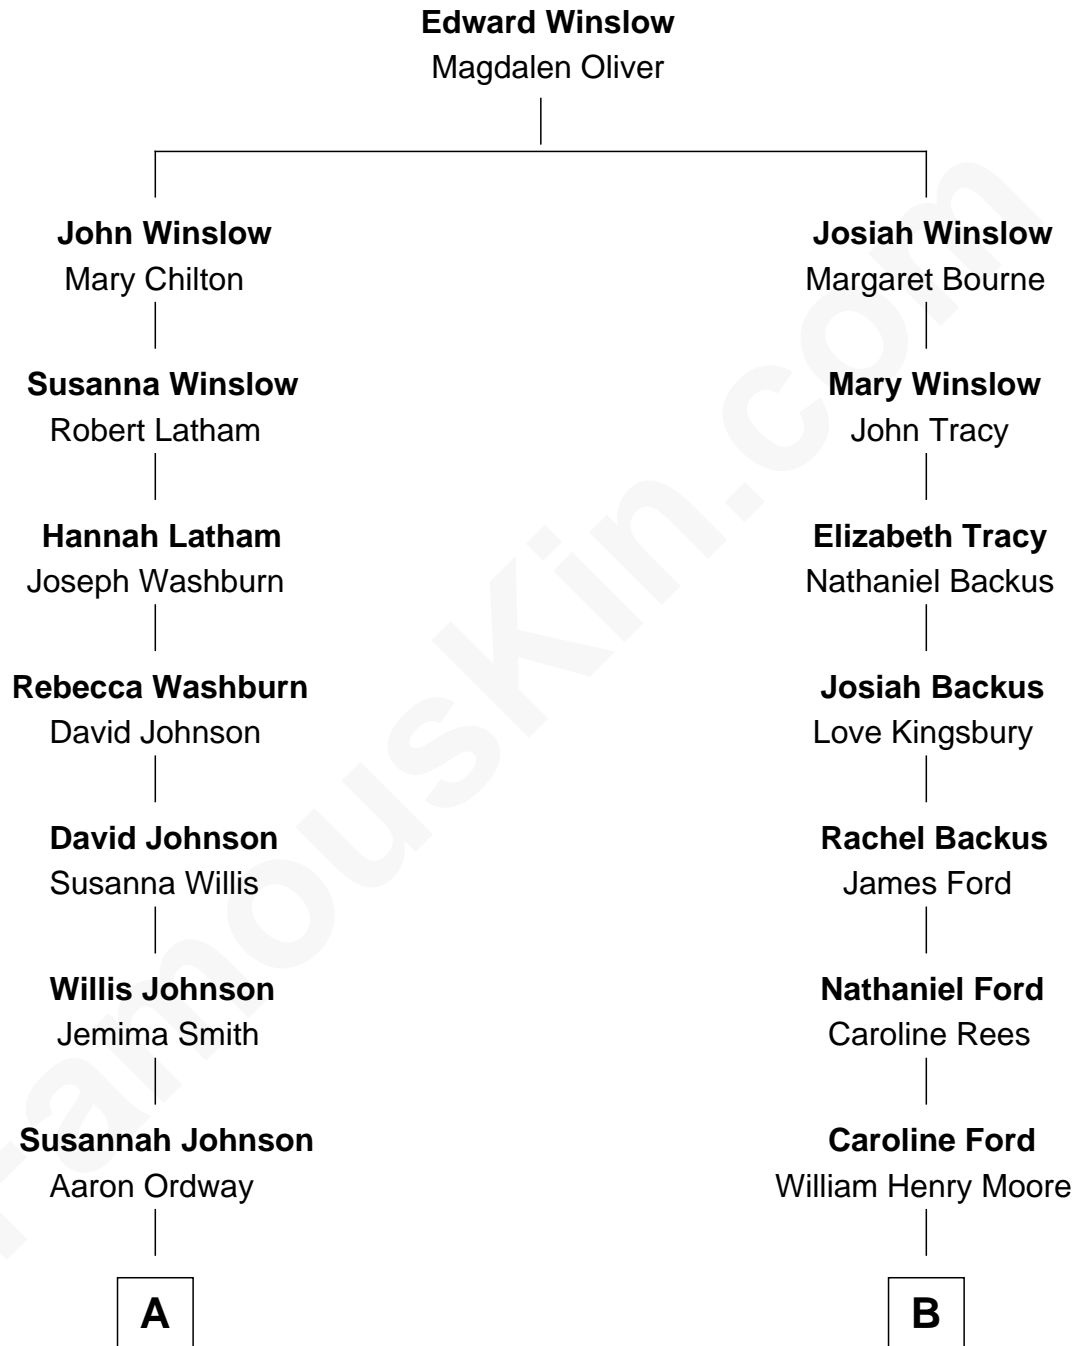 Edward Winslow
Magdalen Oliver
John Winslow
Mary Chilton
Josiah Winslow
Margaret Bourne
Susanna Winslow
Robert Latham
Mary Winslow
John Tracy
Hannah Latham
Joseph Washburn
Elizabeth Tracy
Nathaniel Backus
Rebecca Washburn
David Johnson
Josiah Backus
Love Kingsbury
David Johnson
Susanna Willis
Rachel Backus
James Ford
Willis Johnson
Jemima Smith
Nathaniel Ford
Caroline Rees
Susannah Johnson
Aaron Ordway
Caroline Ford
William Henry Moore
A
B
FamousKin.com